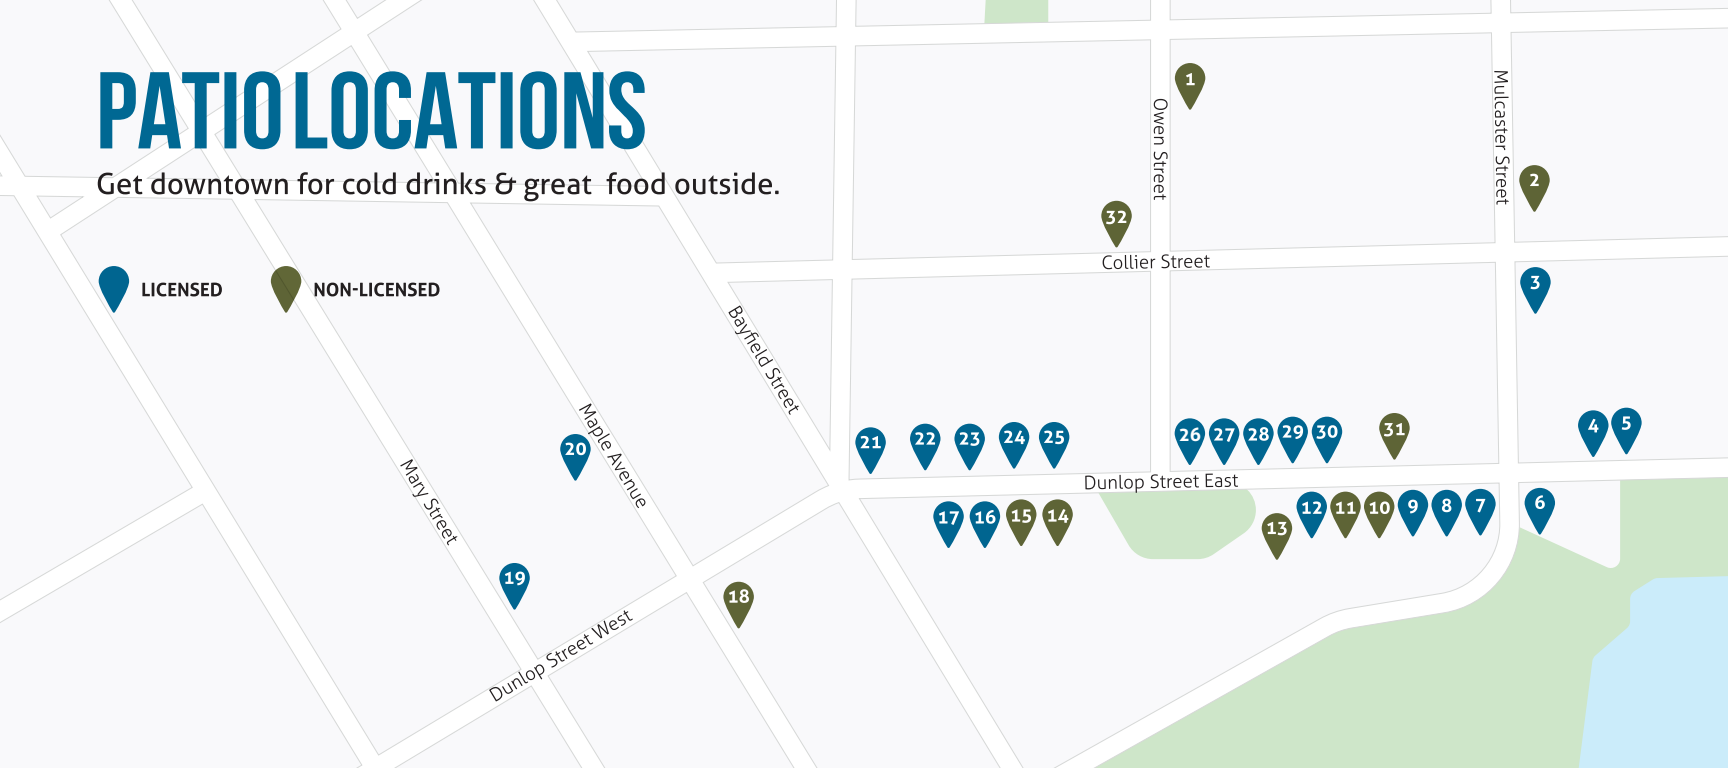 PATIO LOCATIONS
Get downtown for cold drinks & great  food outside.
LICENSED
NON-LICENSED
1
Owen Street
Mulcaster Street
2
32
Collier Street
3
Bayfield Street
Maple Avenue
Mary Street
20
21
22
23
24
25
26
27
28
29
30
31
4
5
Dunlop Street East
17
16
15
14
13
12
11
10
9
8
7
6
19
18
Dunlop Street West